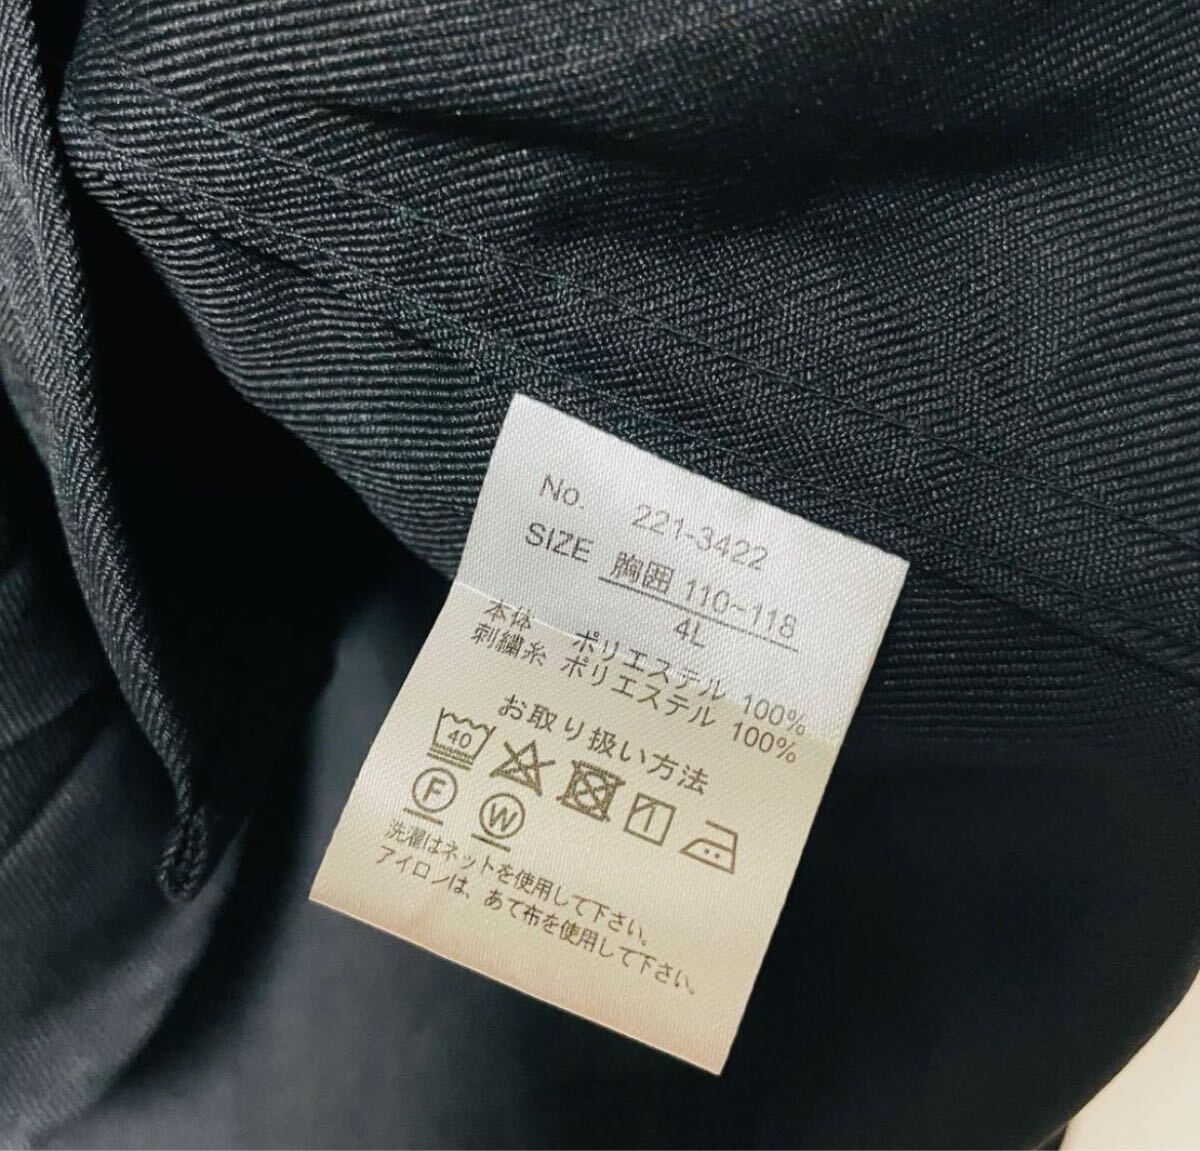 No. 221-3422
SIZE 胸囲 110~118
4L
本体 ポリエステル 100%
刺繍糸 ポリエステル 100%
お取り扱い方法
40
F W
洗濯はネットを使用して下さい。
アイロンは、あて布を使用して下さい。